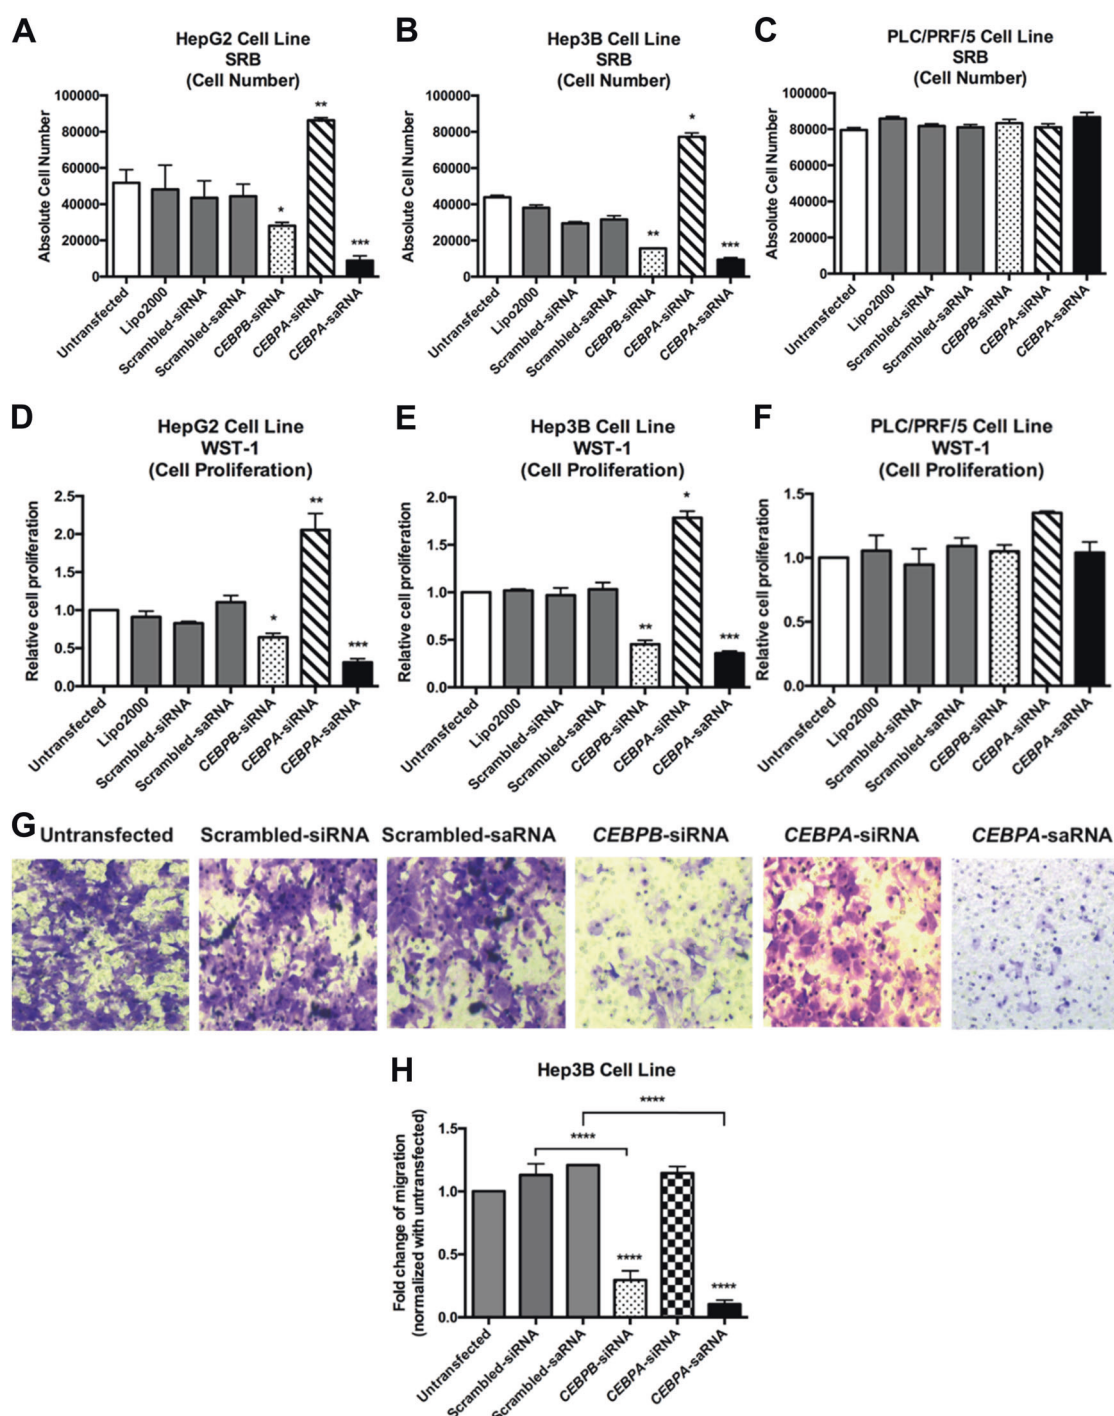 A
HepG2 Cell Line
SRB
(Cell Number)
Absolute Cell Number
100000
80000
60000
40000
20000
0
**
*
***
Untransfected
Lipo2000
Scrambled-siRNA
Scrambled-saRNA
CEBPB-siRNA
CEBPA-siRNA
CEBPA-saRNA
B
Hep3B Cell Line
SRB
(Cell Number)
Absolute Cell Number
100000
80000
60000
40000
20000
0
*
**
***
Untransfected
Lipo2000
Scrambled-siRNA
Scrambled-saRNA
CEBPB-siRNA
CEBPA-siRNA
CEBPA-saRNA
C
PLC/PRF/5 Cell Line
SRB
(Cell Number)
Absolute Cell Number
100000
80000
60000
40000
20000
0
Untransfected
Lipo2000
Scrambled-siRNA
Scrambled-saRNA
CEBPB-siRNA
CEBPA-siRNA
CEBPA-saRNA
D
HepG2 Cell Line
WST-1
(Cell Proliferation)
Relative cell proliferation
2.5
2.0
1.5
1.0
0.5
0.0
**
*
***
Untransfected
Lipo2000
Scrambled-siRNA
Scrambled-saRNA
CEBPB-siRNA
CEBPA-siRNA
CEBPA-saRNA
E
Hep3B Cell Line
WST-1
(Cell Proliferation)
Relative cell proliferation
2.0
1.5
1.0
0.5
0.0
*
**
***
Untransfected
Lipo2000
Scrambled-siRNA
Scrambled-saRNA
CEBPB-siRNA
CEBPA-siRNA
CEBPA-saRNA
F
PLC/PRF/5 Cell Line
WST-1
(Cell Proliferation)
Relative cell proliferation
1.5
1.0
0.5
0.0
Untransfected
Lipo2000
Scrambled-siRNA
Scrambled-saRNA
CEBPB-siRNA
CEBPA-siRNA
CEBPA-saRNA
G
Untransfected
Scrambled-siRNA
Scrambled-saRNA
CEBPB-siRNA
CEBPA-siRNA
CEBPA-saRNA
H
Hep3B Cell Line
Fold change of migration
(normalized with untransfected)
1.5
1.0
0.5
0.0
****
****
****
****
Untransfected
Scrambled-siRNA
Scrambled-saRNA
CEBPB-siRNA
CEBPA-siRNA
CEBPA-saRNA